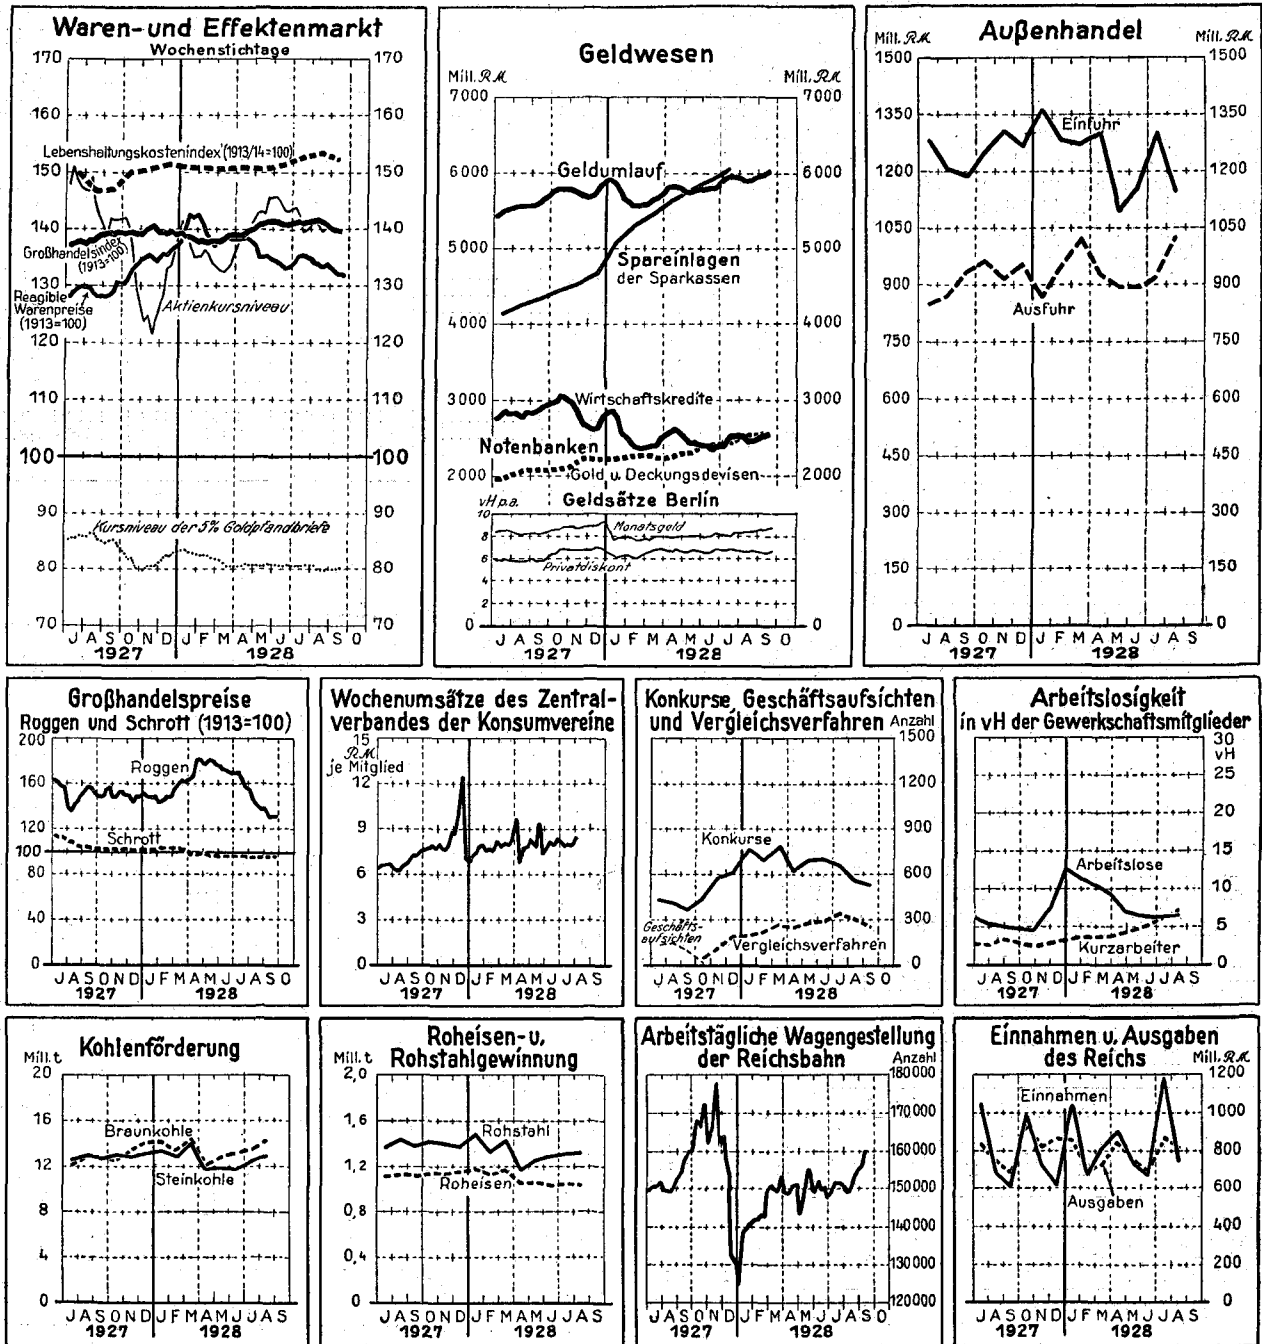 Waren- und Effektenmarkt
Wochenstichtage
170 170
160 160
Lebenshaltungskostenindex (1913/14=100)
150 150
140 140
Großhandelsindex
(1913=100)
130 130
Reagible
Warenpreise
(1913=100)
Aktienkursniveau
120 120
110 110
100 100
90 90
Kursniveau der 5% Goldpfandbriefe
80 80
70 70
J A S O N D J F M A M J J A S O
1927 1928
Geldwesen
Mill. RM Mill. RM
7000 7000
6000 6000
Geldumlauf
5000 5000
Spareinlagen
der Sparkassen
4000 4000
3000 3000
Wirtschaftskredite
Notenbanken
Gold u. Deckungsdevisen
2000 2000
vH p.a. Geldsätze Berlin
10
Monatsgeld
8
6
Privatdiskont
4
2
0 0
J A S O N D J F M A M J J A S O
1927 1928
Außenhandel
Mill. RM Mill. RM
1500 1500
1350 1350
Einfuhr
1200 1200
1050 1050
900 900
Ausfuhr
750 750
600 600
450 450
300 300
150 150
0 0
J A S O N D J F M A M J J A S
1927 1928
Großhandelspreise
Roggen und Schrott (1913=100)
200
Roggen
160
120
Schrott
100
80
40
0
J A S O N D J F M A M J J A S O
1927 1928
Wochenumsätze des Zentral-
verbandes der Konsumvereine
15
RM
je Mitglied
12
9
6
3
0
J A S O N D J F M A M J J A S
1927 1928
Konkurse, Geschäftsaufsichten
und Vergleichsverfahren Anzahl
1500
1200
900
Konkurse
600
300
Geschäfts-
aufsichten
Vergleichsverfahren
0
J A S O N D J F M A M J J A S O
1927 1928
Arbeitslosigkeit
in vH der Gewerkschaftsmitglieder
30
vH
25
20
15
Arbeitslose
10
5
Kurzarbeiter
0
J A S O N D J F M A M J J A S
1927 1928
Kohlenförderung
Mill. t
20
16
Braunkohle
12
Steinkohle
8
4
0
J A S O N D J F M A M J J A S
1927 1928
Roheisen- u.
Rohstahlgewinnung
Mill. t
2,0
1,6
Rohstahl
1,2
Roheisen
0,8
0,4
0
J A S O N D J F M A M J J A S
1927 1928
Arbeitstägliche Wagengestellung
der Reichsbahn Anzahl
180000
170000
160000
150000
140000
130000
120000
J A S O N D J F M A M J J A S O
1927 1928
Einnahmen u. Ausgaben
des Reichs Mill. RM
1200
Einnahmen
1000
800
600
Ausgaben
400
200
0
J A S O N D J F M A M J J A S
1927 1928